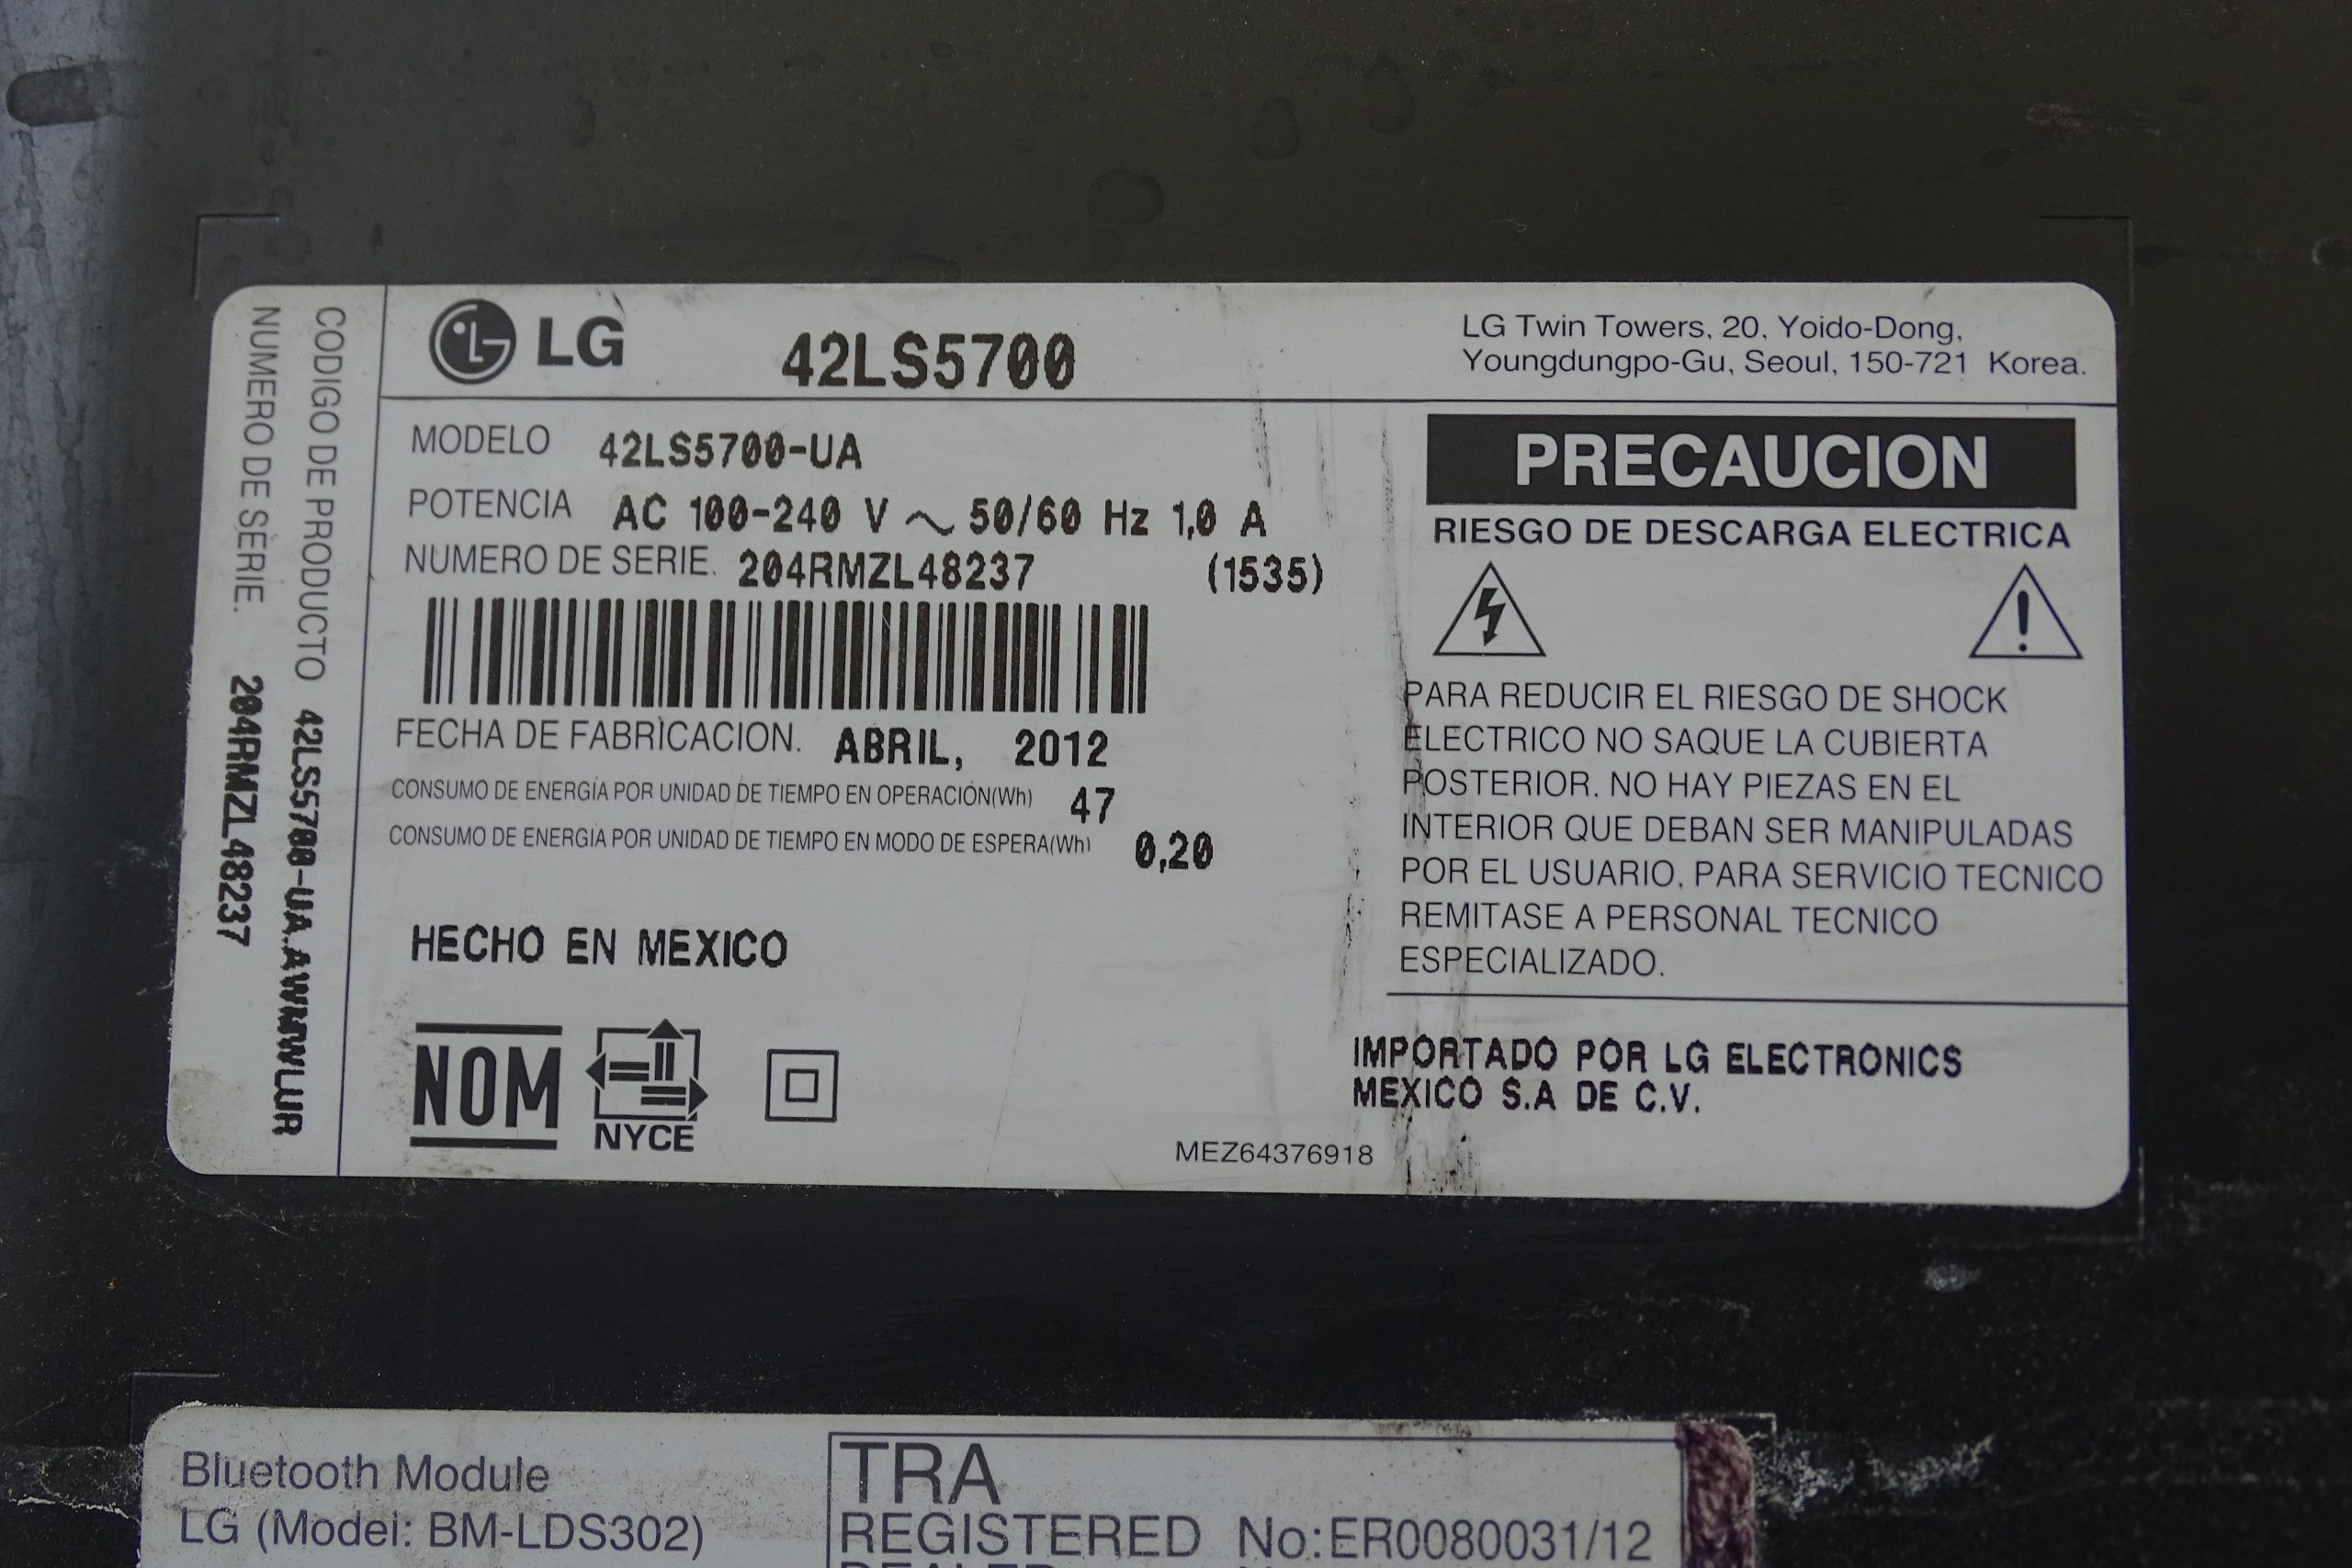 LG 42LS5700
LG Twin Towers, 20, Yoido-Dong,
Youngdungpo-Gu, Seoul, 150-721 Korea.
CODIGO DE PRODUCTO 42LS5700-UA.AWMWLUR
NUMERO DE SERIE. 204RMZL48237
MODELO 42LS5700-UA
POTENCIA AC 100-240 V ~ 50/60 Hz 1,0 A
NUMERO DE SERIE. 204RMZL48237 (1535)
FECHA DE FABRICACION. ABRIL, 2012
CONSUMO DE ENERGÍA POR UNIDAD DE TIEMPO EN OPERACIÓN(Wh) 47
CONSUMO DE ENERGÍA POR UNIDAD DE TIEMPO EN MODO DE ESPERA(Wh) 0,20
HECHO EN MEXICO
NOM
NYCE
MEZ64376918
PRECAUCION
RIESGO DE DESCARGA ELECTRICA
PARA REDUCIR EL RIESGO DE SHOCK
ELECTRICO NO SAQUE LA CUBIERTA
POSTERIOR. NO HAY PIEZAS EN EL
INTERIOR QUE DEBAN SER MANIPULADAS
POR EL USUARIO, PARA SERVICIO TECNICO
REMITASE A PERSONAL TECNICO
ESPECIALIZADO.
IMPORTADO POR LG ELECTRONICS
MEXICO S.A DE C.V.
Bluetooth Module
LG (Model: BM-LDS302)
TRA
REGISTERED No:ER0080031/12